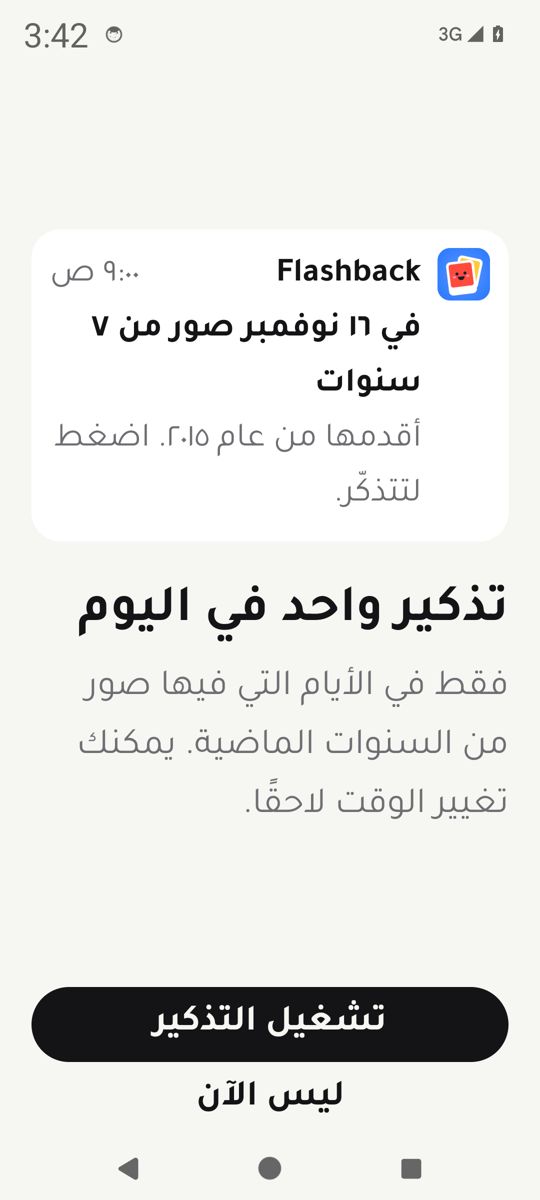 3:42
3G
Flashback
٩:٠٠ ص
في ١٦ نوفمبر صور من ٧
سنوات
أقدمها من عام ٢٠١٥. اضغط
لتتذكّر.
تذكير واحد في اليوم
فقط في الأيام التي فيها صور
من السنوات الماضية. يمكنك
تغيير الوقت لاحقًا.
تشغيل التذكير
ليس الآن